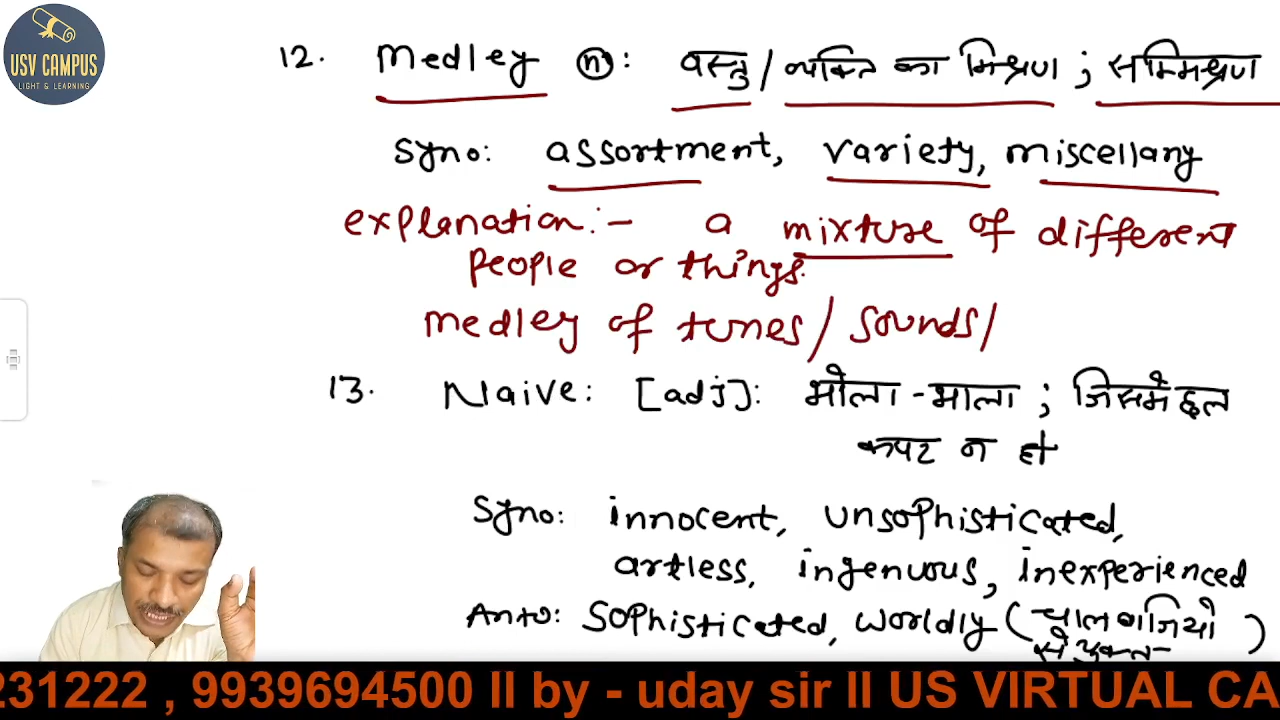 USV CAMPUS
LIGHT & LEARNING
12. Medley (n): वस्तु / व्यक्ति का मिश्रण ; सम्मिश्रण
Syno: assortment, variety, miscellany
explanation:- a mixture of different
people or things.
medley of tunes/ sounds/
13. Naive: [adj]: भोला-भाला ; जिसमे छल
कपट न हो
Syno: innocent, unsophisticated,
artless, ingenuous, inexperienced
Anto: Sophisticated, worldly (चालबाजियो
से युक्त)
231222 , 9939694500 II by - uday sir II US VIRTUAL CA